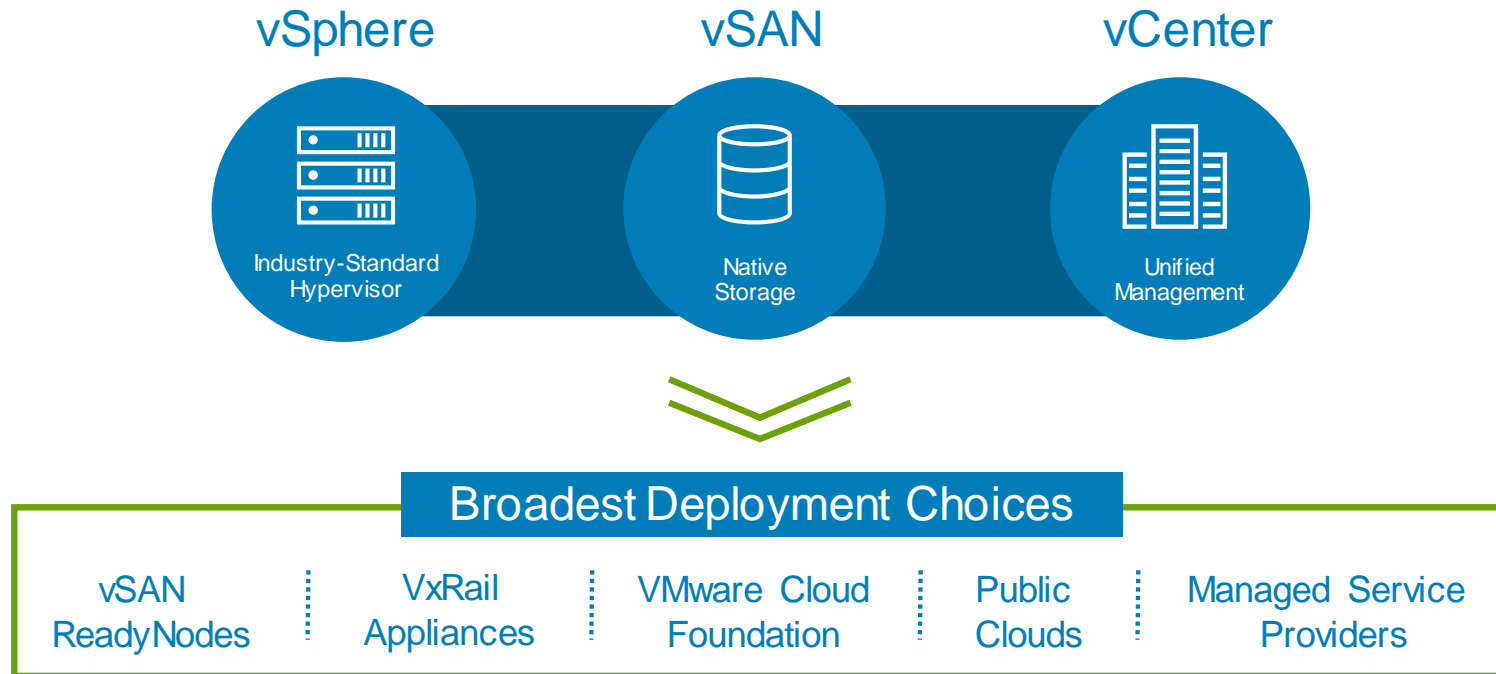 vSphere
vSAN
vCenter
Industry-Standard
Hypervisor
Native
Storage
Unified
Management
Broadest Deployment Choices
vSAN
ReadyNodes
VxRail
Appliances
VMware Cloud
Foundation
Public
Clouds
Managed Service
Providers